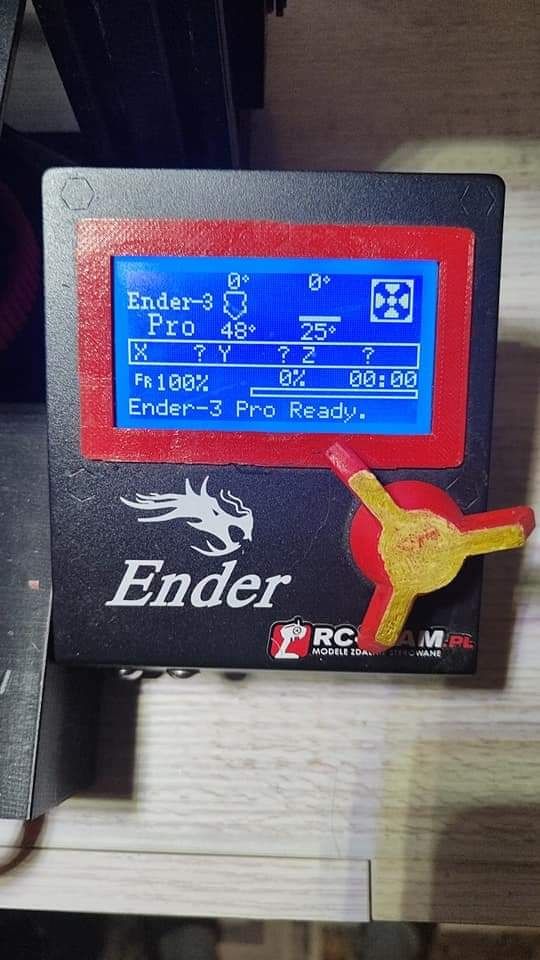 0° 0°
Ender-3
Pro 48° 25°
X ? Y ? Z ?
FR 100% 0% 00:00
Ender-3 Pro Ready.
Ender
MODELE ZDALNIE STEROWANE